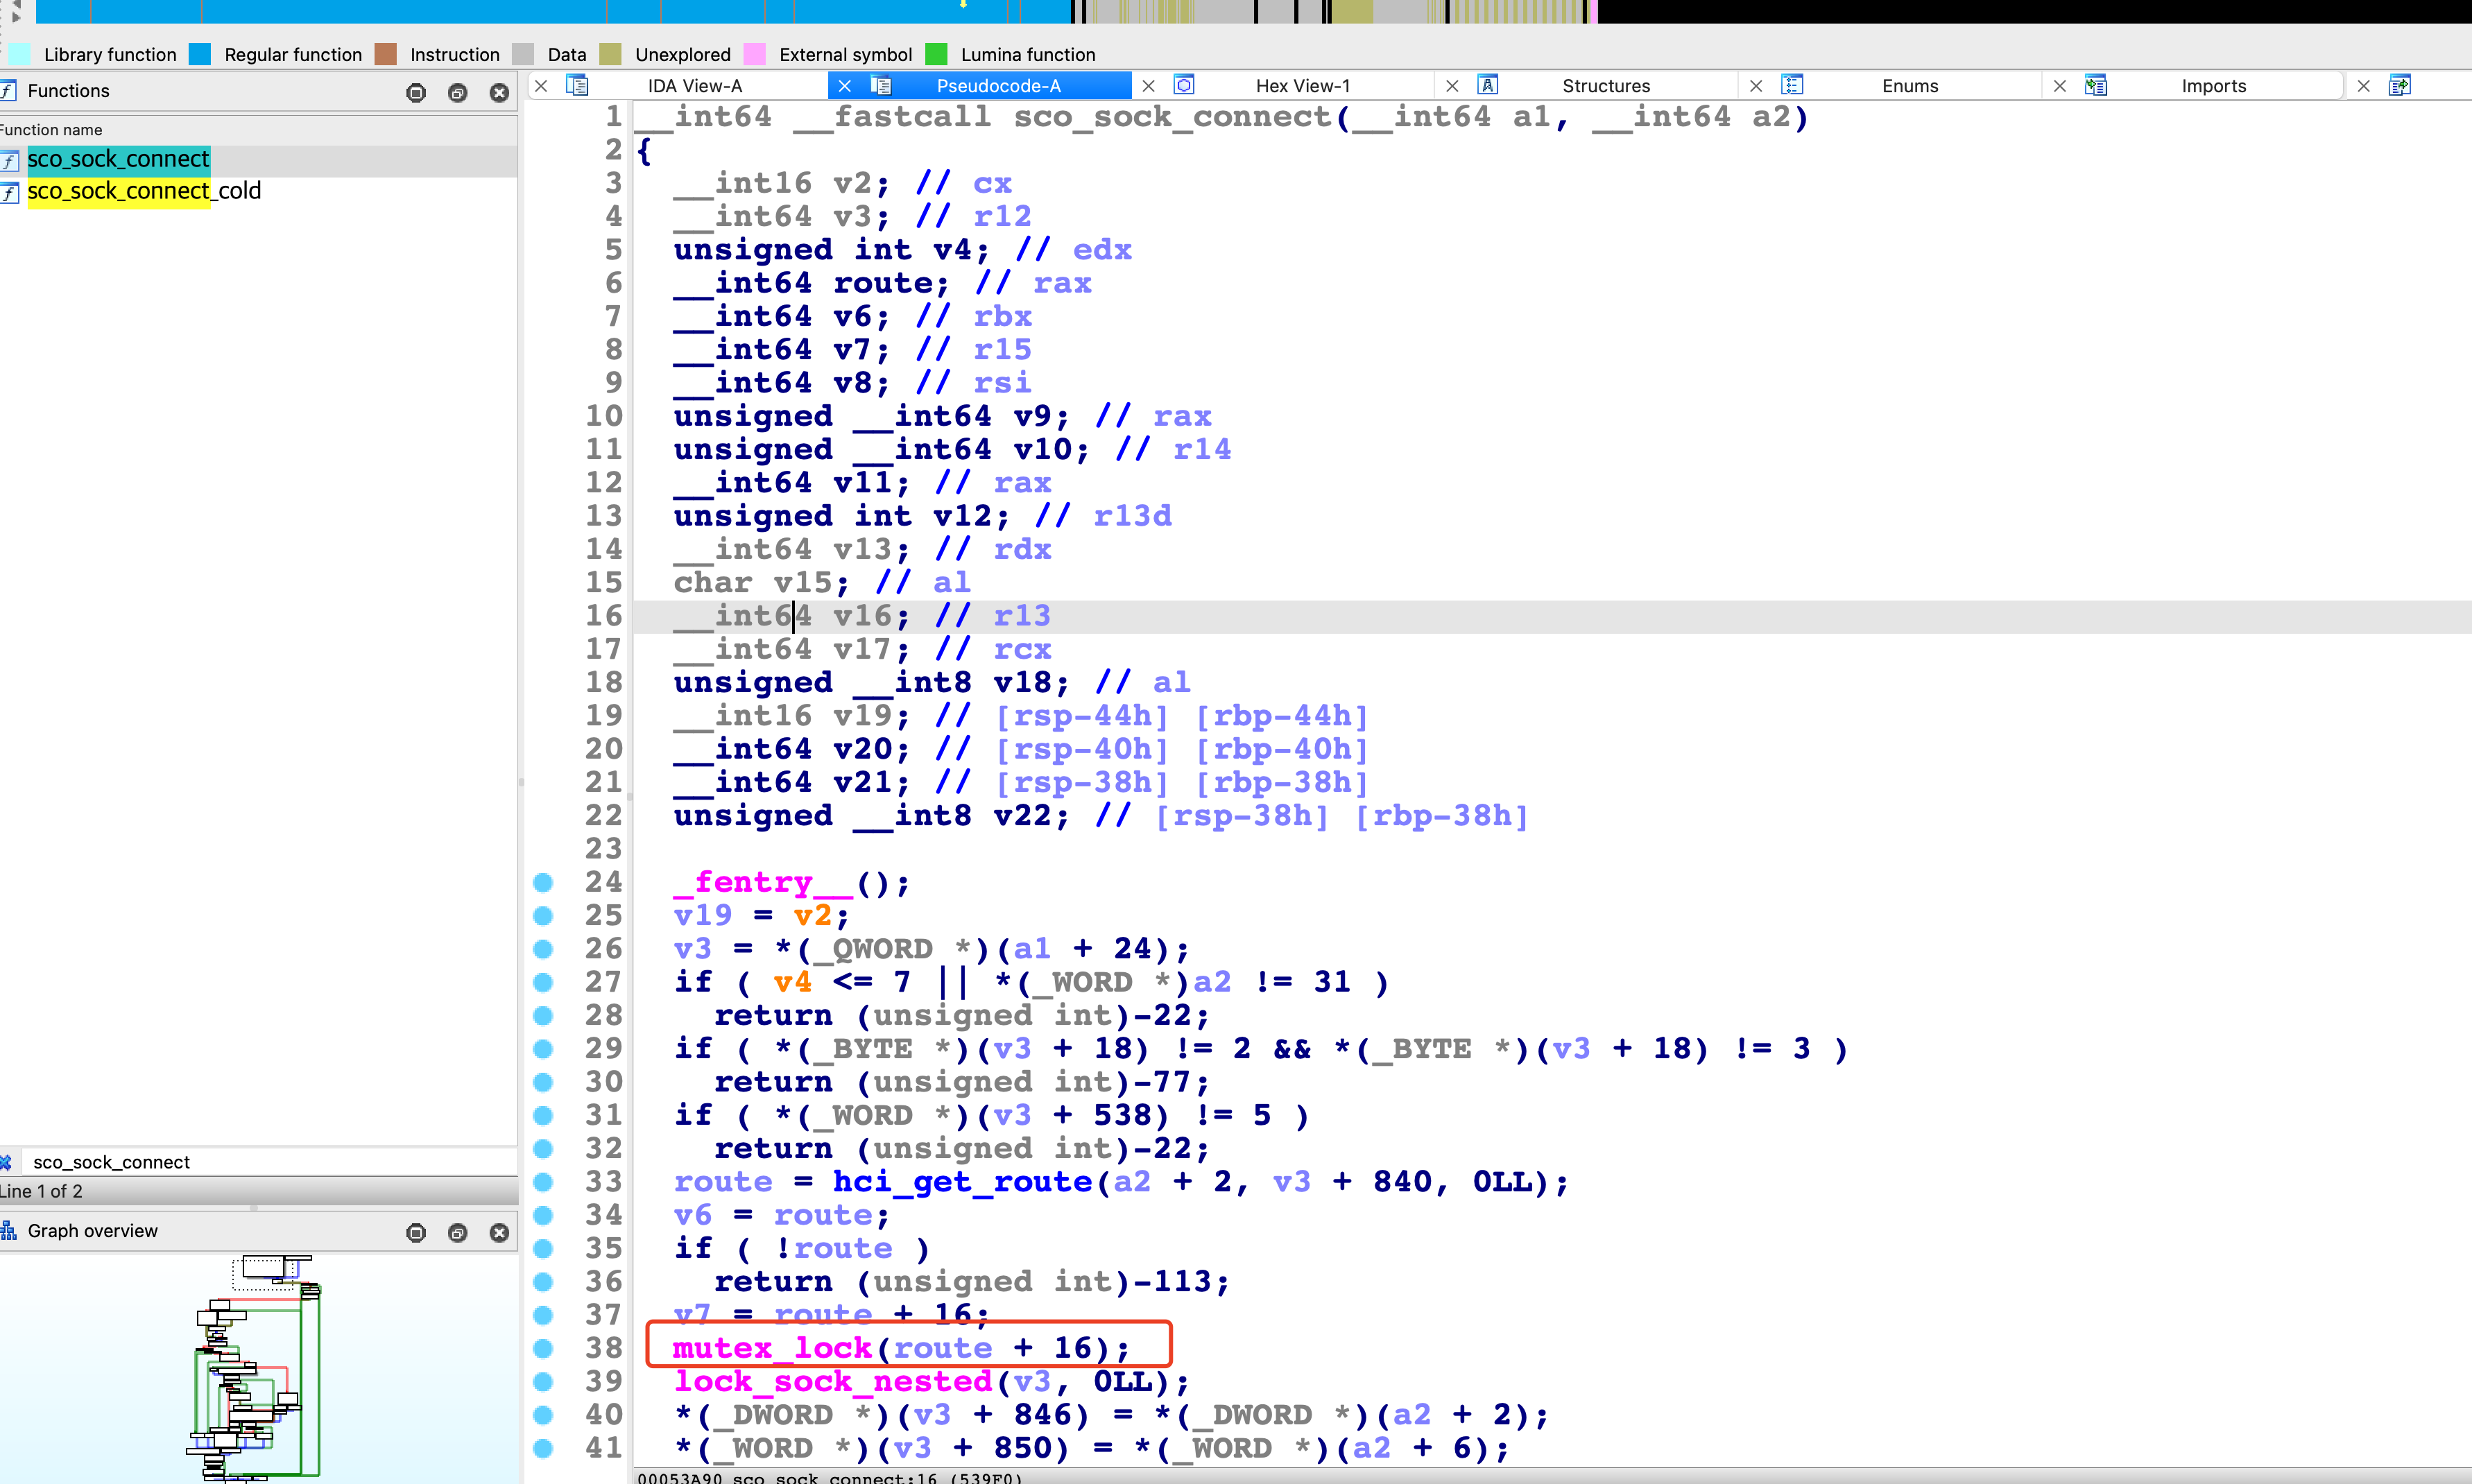 Library function Regular function Instruction Data Unexplored External symbol Lumina function
Functions
IDA View-A Pseudocode-A Hex View-1 Structures Enums Imports
Function name
sco_sock_connect
sco_sock_connect_cold
sco_sock_connect
Line 1 of 2
Graph overview
1 __int64 __fastcall sco_sock_connect(__int64 a1, __int64 a2)
2 {
3 __int16 v2; // cx
4 __int64 v3; // r12
5 unsigned int v4; // edx
6 __int64 route; // rax
7 __int64 v6; // rbx
8 __int64 v7; // r15
9 __int64 v8; // rsi
10 unsigned __int64 v9; // rax
11 unsigned __int64 v10; // r14
12 __int64 v11; // rax
13 unsigned int v12; // r13d
14 __int64 v13; // rdx
15 char v15; // al
16 __int64 v16; // r13
17 __int64 v17; // rcx
18 unsigned __int8 v18; // al
19 __int16 v19; // [rsp-44h] [rbp-44h]
20 __int64 v20; // [rsp-40h] [rbp-40h]
21 __int64 v21; // [rsp-38h] [rbp-38h]
22 unsigned __int8 v22; // [rsp-38h] [rbp-38h]
23
24 _fentry__();
25 v19 = v2;
26 v3 = *(_QWORD *)(a1 + 24);
27 if ( v4 <= 7 || *(_WORD *)a2 != 31 )
28 return (unsigned int)-22;
29 if ( *(_BYTE *)(v3 + 18) != 2 && *(_BYTE *)(v3 + 18) != 3 )
30 return (unsigned int)-77;
31 if ( *(_WORD *)(v3 + 538) != 5 )
32 return (unsigned int)-22;
33 route = hci_get_route(a2 + 2, v3 + 840, 0LL);
34 v6 = route;
35 if ( !route )
36 return (unsigned int)-113;
37 v7 = route + 16;
38 mutex_lock(route + 16);
39 lock_sock_nested(v3, 0LL);
40 *(_DWORD *)(v3 + 846) = *(_DWORD *)(a2 + 2);
41 *(_WORD *)(v3 + 850) = *(_WORD *)(a2 + 6);
00053A90 sco_sock_connect:16 (539F0)